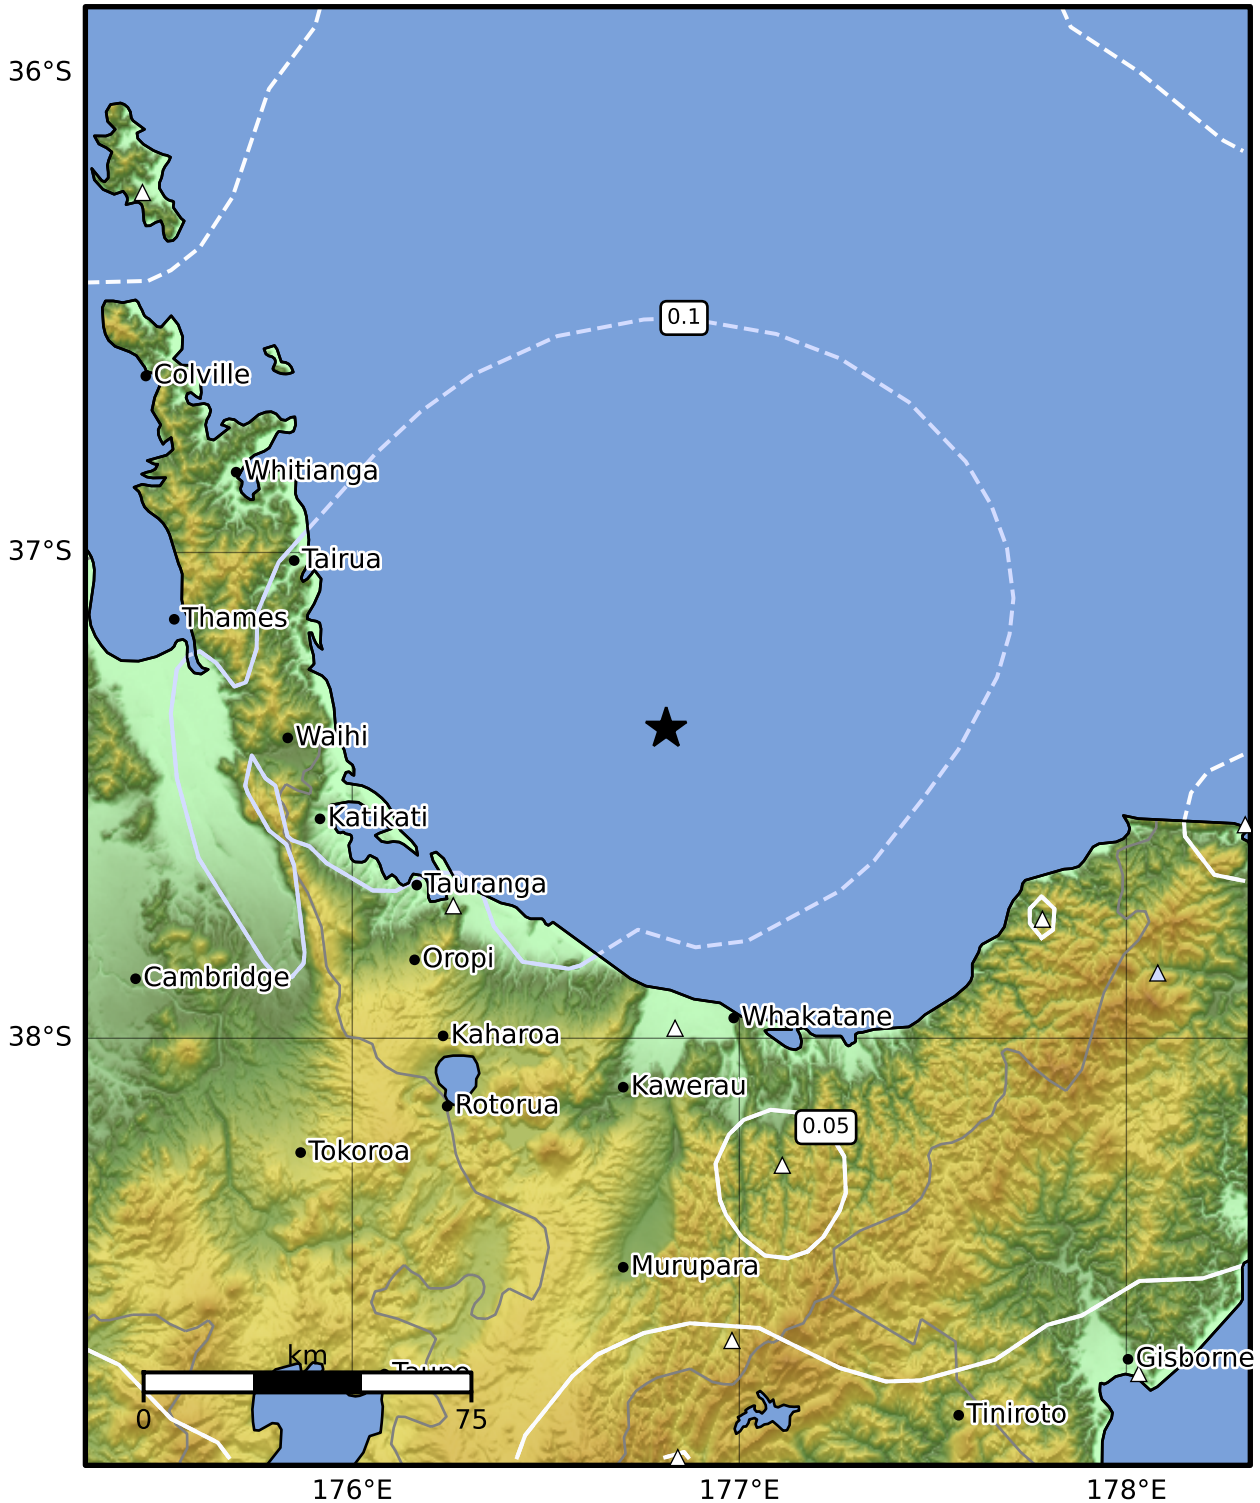 36°S
0.1
Colville
Whitianga
37°S
Tairua
Thames
Waihi
Katikati
Tauranga
Oropi
Cambridge
Whakatane
38°S
Kaharoa
Kawerau
Rotorua
0.05
Tokoroa
Murupara
km
Taupo
Gisborne
0
75
Tiniroto
176°E
177°E
178°E